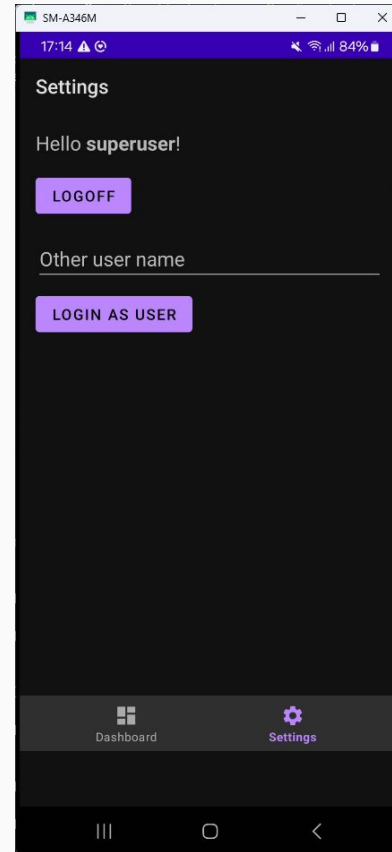 SM-A346M
17:14 84%
Settings
Hello superuser!
LOGOFF
Other user name
LOGIN AS USER
Dashboard Settings